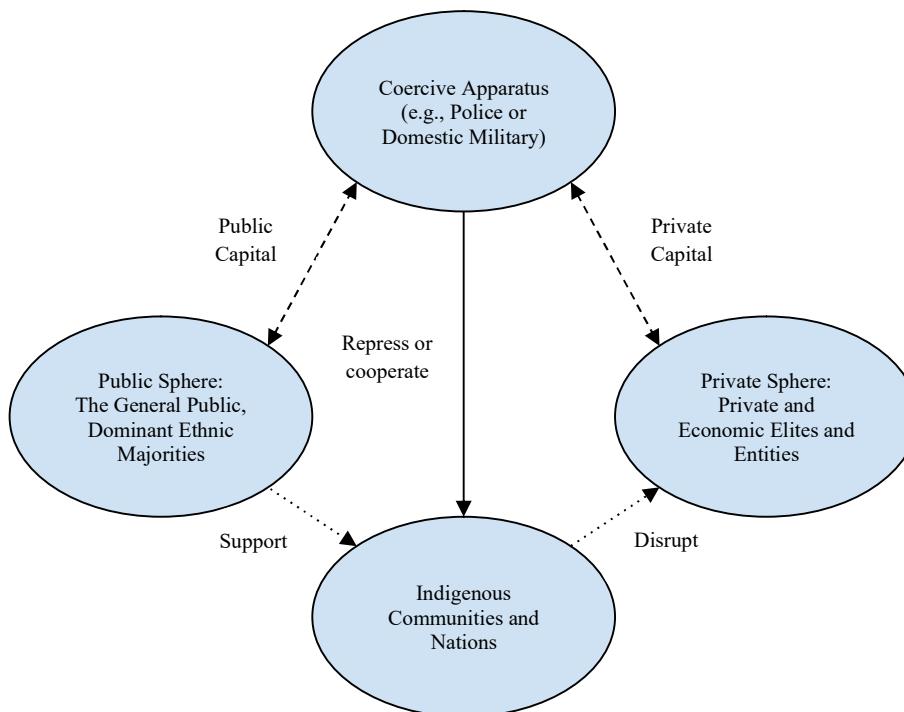 Coercive Apparatus
(e.g., Police or
Domestic Military)
Public
Capital
Private
Capital
Repress or
cooperate
Public Sphere:
The General Public,
Dominant Ethnic
Majorities
Private Sphere:
Private and
Economic Elites and
Entities
Support
Disrupt
Indigenous
Communities and
Nations